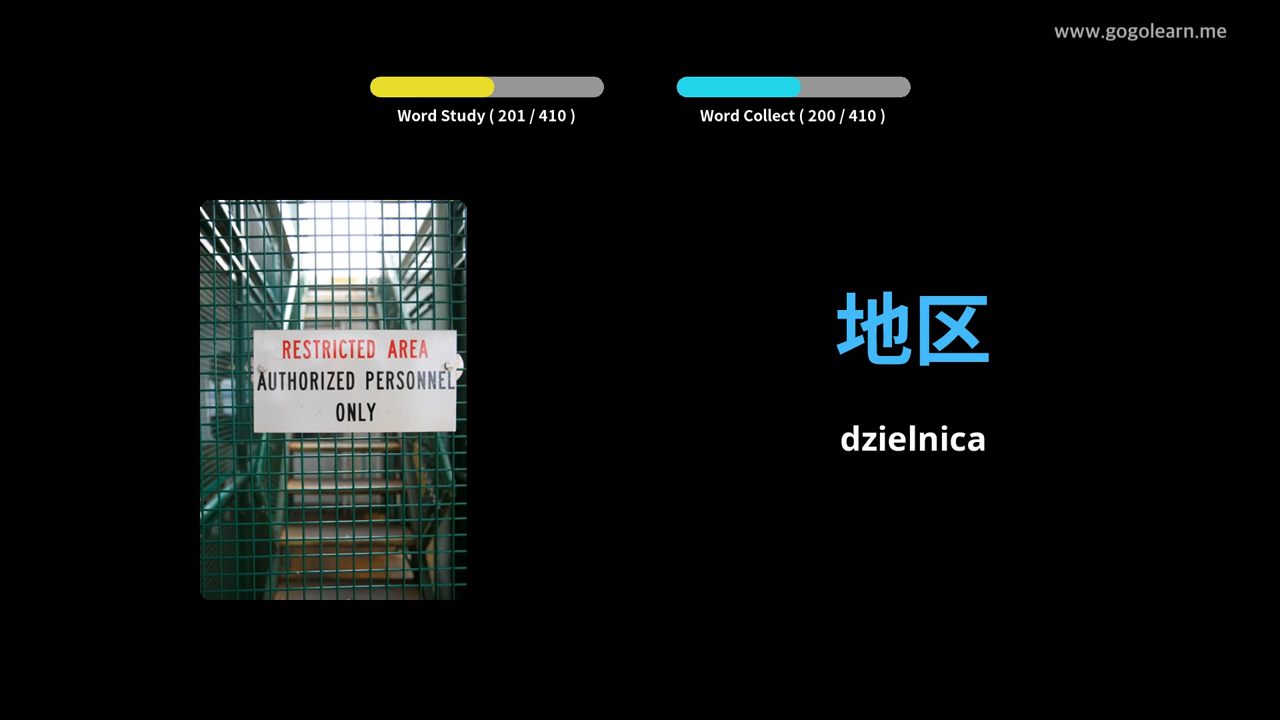 www.gogolearn.me
Word Study ( 201 / 410 )
Word Collect ( 200 / 410 )
RESTRICTED AREA
AUTHORIZED PERSONNEL
ONLY
地区
dzielnica